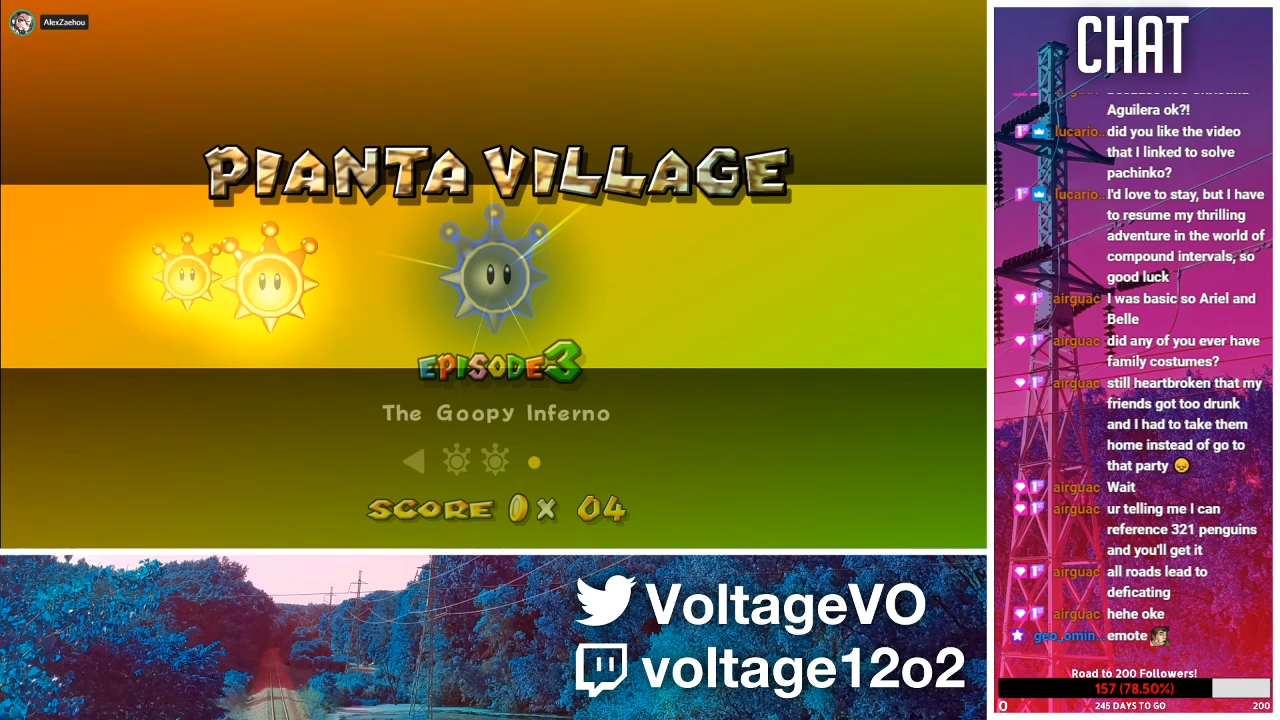 AlexZaehou
PIANTA VILLAGE
EPISODE 3
The Goopy Inferno
SCORE × 04
VoltageVO
voltage12o2
CHAT
Aguilera ok?!
lucario.. did you like the video
that I linked to solve
pachinko?
lucario.. I'd love to stay, but I have
to resume my thrilling
adventure in the world of
compound intervals, so
good luck
airguac I was basic so Ariel and
Belle
airguac did any of you ever have
family costumes?
airguac still heartbroken that my
friends got too drunk
and I had to take them
home instead of go to
that party
airguac Wait
airguac ur telling me I can
reference 321 penguins
and you'll get it
airguac all roads lead to
deficating
airguac hehe oke
geo_omin... emote
Road to 200 Followers!
157 (78.50%)
0 245 DAYS TO GO 200